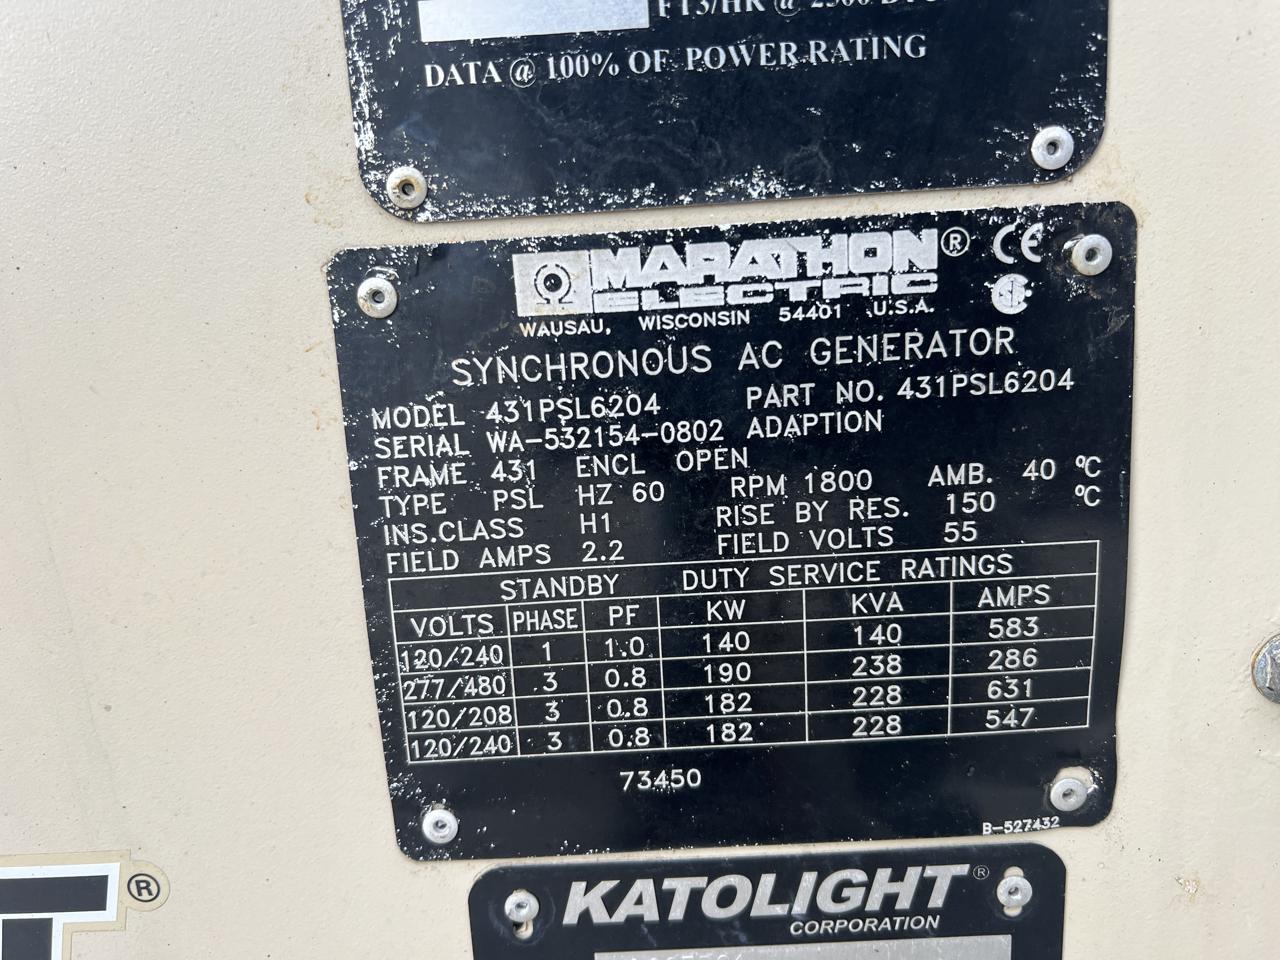 FT3/HR @
DATA @ 100% OF POWER RATING
MARATHON®
ELECTRIC
CE
WAUSAU, WISCONSIN 54401 U.S.A.
SYNCHRONOUS AC GENERATOR
MODEL 431PSL6204 PART NO. 431PSL6204
SERIAL WA-532154-0802 ADAPTION
FRAME 431 ENCL OPEN
TYPE PSL HZ 60 RPM 1800 AMB. 40 °C
INS.CLASS H1 RISE BY RES. 150 °C
FIELD AMPS 2.2 FIELD VOLTS 55
STANDBY DUTY SERVICE RATINGS
VOLTS PHASE PF KW KVA AMPS
120/240 1 1.0 140 140 583
277/480 3 0.8 190 238 286
120/208 3 0.8 182 228 631
120/240 3 0.8 182 228 547
73450
B-527432
KATOLIGHT®
CORPORATION
T®